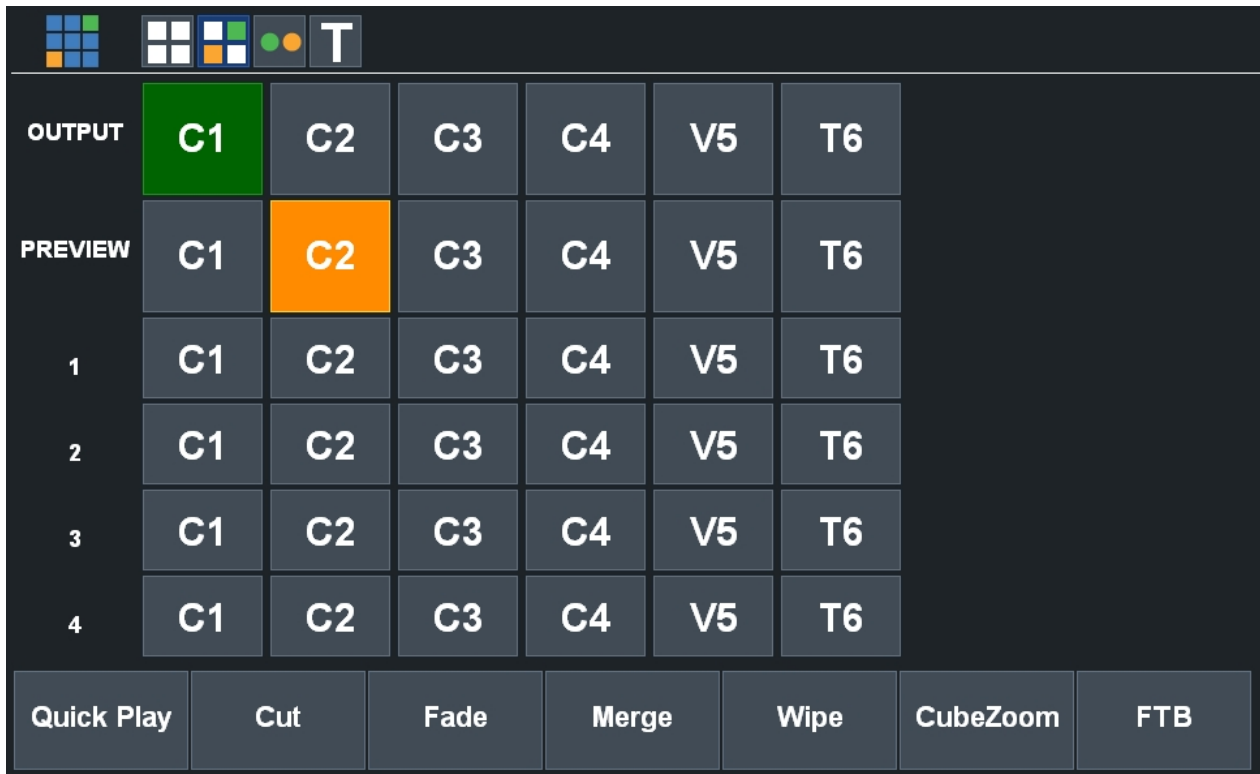 T
OUTPUT C1 C2 C3 C4 V5 T6
PREVIEW C1 C2 C3 C4 V5 T6
1 C1 C2 C3 C4 V5 T6
2 C1 C2 C3 C4 V5 T6
3 C1 C2 C3 C4 V5 T6
4 C1 C2 C3 C4 V5 T6
Quick Play Cut Fade Merge Wipe CubeZoom FTB